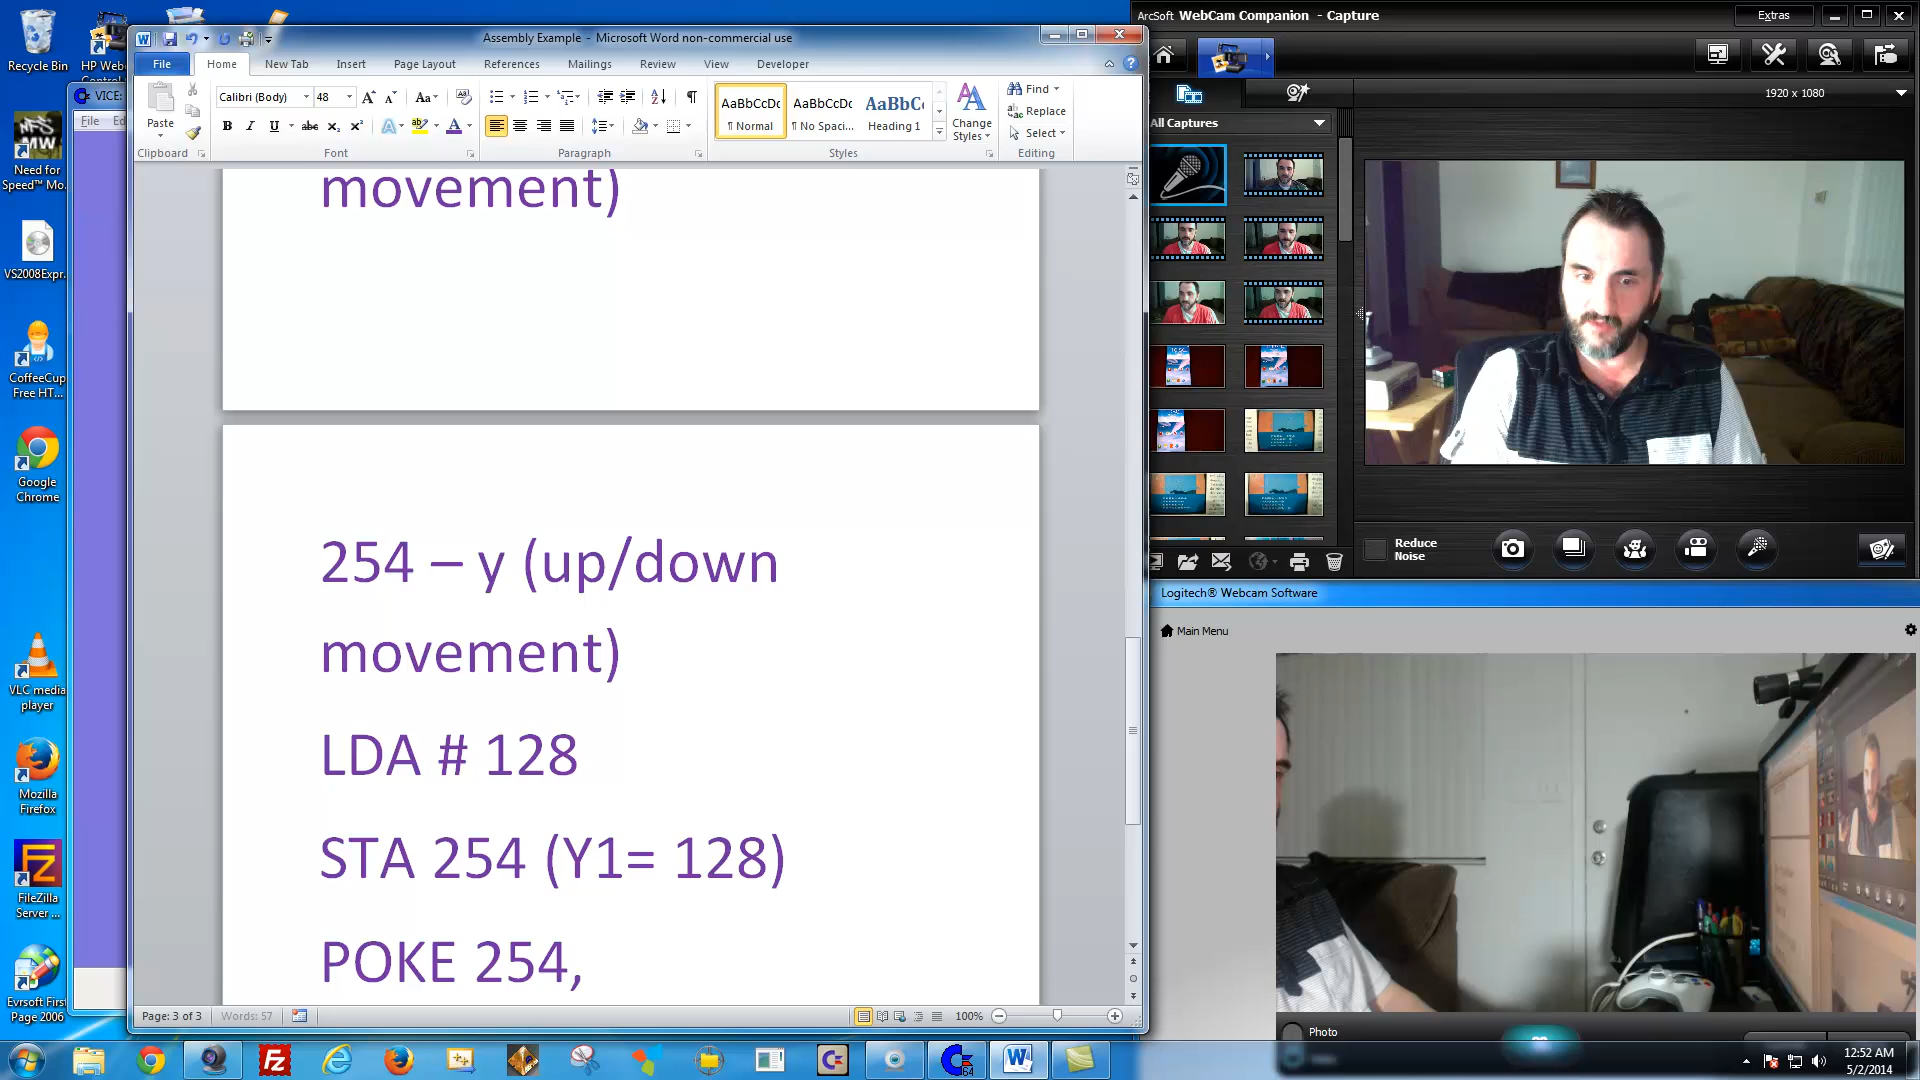 Recycle Bin
HP Webc
Control
Need for
Speed™ Mo...
VS2008Expr...
CoffeeCup
Free HT...
Google
Chrome
VLC media
player
Mozilla
Firefox
FileZilla
Server ...
Evrsoft First
Page 2006
VICE:
File Ed
Assembly Example - Microsoft Word non-commercial use
File Home New Tab Insert Page Layout References Mailings Review View Developer
Paste
Calibri (Body) 48
AaBbCcDc AaBbCcDc AaBbC
¶ Normal ¶ No Spaci... Heading 1
Change
Styles
Find
Replace
Select
Clipboard Font Paragraph Styles Editing
movement)
254 – y (up/down
movement)
LDA # 128
STA 254 (Y1= 128)
POKE 254,
Page: 3 of 3 Words: 57 100%
ArcSoft WebCam Companion - Capture
Extras
1920 x 1080
All Captures
Reduce
Noise
Logitech® Webcam Software
Main Menu
Photo
12:52 AM
5/2/2014